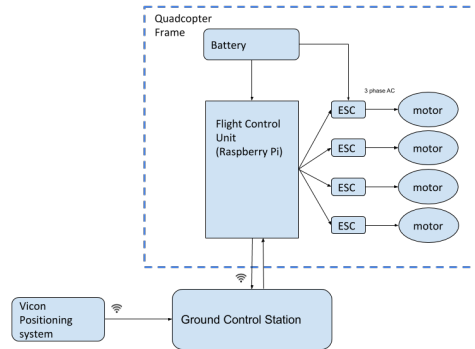 Quadcopter
Frame
Battery
3 phase AC
ESC
motor
Flight Control
Unit
(Raspberry Pi)
ESC
motor
ESC
motor
ESC
motor
Vicon
Positioning
system
Ground Control Station